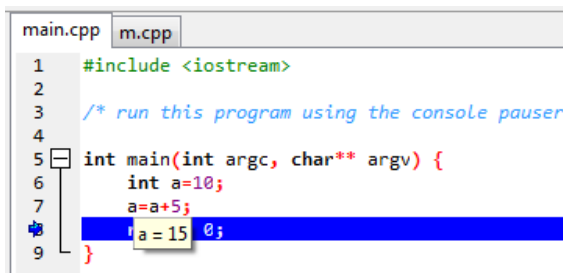 main.cpp m.cpp
1 #include <iostream>
2
3 /* run this program using the console pauser
4
5 int main(int argc, char** argv) {
6 int a=10;
7 a=a+5;
r 0;
a = 15
9 }